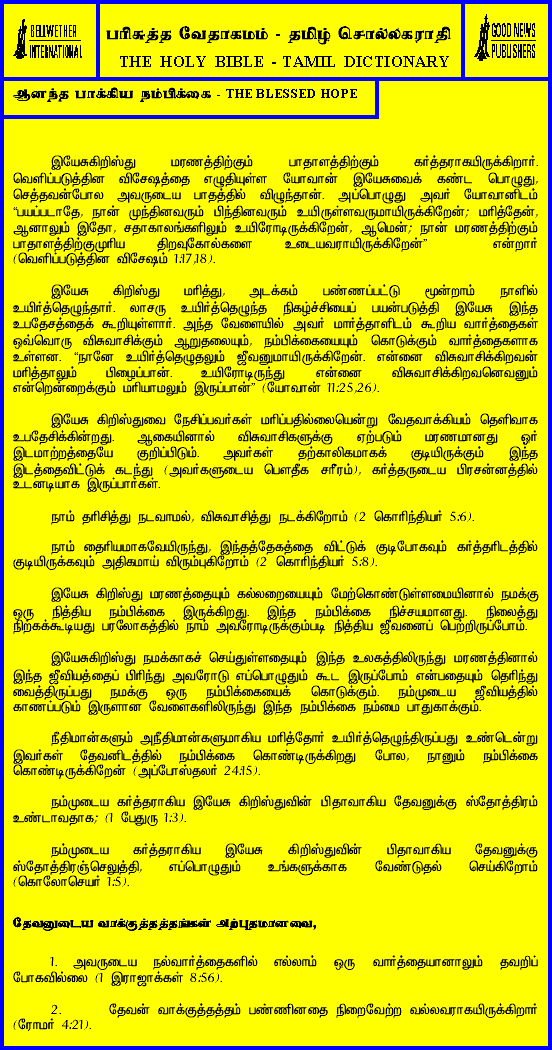 BELLWETHER
INTERNATIONAL
பரிசுத்த வேதாகமம் - தமிழ் சொல்லகராதி
THE HOLY BIBLE - TAMIL DICTIONARY
GOOD NEWS
PUBLISHERS
ஆனந்த பாக்கிய நம்பிக்கை - THE BLESSED HOPE
இயேசுகிறிஸ்து மரணத்திற்கும் பாதாளத்திற்கும் கர்த்தராகயிருக்கிறார்.
வெளிப்படுத்தின விசேஷத்தை எழுதியுள்ள யோவான் இயேசுவைக் கண்ட பொழுது,
செத்தவன்போல அவருடைய பாதத்தில் விழுந்தான். அப்பொழுது அவர் யோவானிடம்
“பயப்படாதே, நான் முந்தினவரும் பிந்தினவரும் உயிருள்ளவருமாயிருக்கிறேன்; மரித்தேன்,
ஆனாலும் இதோ, சதாகாலங்களிலும் உயிரோடிருக்கிறேன், ஆமென்; நான் மரணத்திற்கும்
பாதாளத்திற்குமுரிய திறவுகோல்களை உடையவராயிருக்கிறேன்” என்றார்
(வெளிப்படுத்தின விசேஷம் 1:17,18).
இயேசு கிறிஸ்து மரித்து, அடக்கம் பண்ணப்பட்டு மூன்றாம் நாளில்
உயிர்த்தெழுந்தார். லாசரு உயிர்த்தெழுந்த நிகழ்ச்சியைப் பயன்படுத்தி இயேசு இந்த
உபதேசத்தைக் கூறியுள்ளார். அந்த வேளையில் அவர் மார்த்தாளிடம் கூறிய வார்த்தைகள்
ஒவ்வொரு விசுவாசிக்கும் ஆறுதலையும், நம்பிக்கையையும் கொடுக்கும் வார்த்தைகளாக
உள்ளன. “நானே உயிர்த்தெழுதலும் ஜீவனுமாயிருக்கிறேன். என்னை விசுவாசிக்கிறவன்
மரித்தாலும் பிழைப்பான். உயிரோடிருந்து என்னை விசுவாசிக்கிறவனெவனும்
என்றென்றைக்கும் மரியாமலும் இருப்பான்” (யோவான் 11:25,26).
இயேசு கிறிஸ்துவை நேசிப்பவர்கள் மரிப்பதில்லையென்று வேதவாக்கியம் தெளிவாக
உபதேசிக்கின்றது. ஆகையினால் விசுவாசிகளுக்கு ஏற்படும் மரணமானது ஓர்
இடமாற்றத்தையே குறிப்பிடும். அவர்கள் தற்காலிகமாகக் குடியிருக்கும் இந்த
இடத்தைவிட்டுக் கடந்து (அவர்களுடைய பௌதீக சரீரம்), கர்த்தருடைய பிரசன்னத்தில்
உடனடியாக இருப்பார்கள்.
நாம் தரிசித்து நடவாமல், விசுவாசித்து நடக்கிறோம் (2 கொரிந்தியர் 5:6).
நாம் தைரியமாகவேயிருந்து, இந்தத்தேகத்தை விட்டுக் குடிபோகவும் கர்த்தரிடத்தில்
குடியிருக்கவும் அதிகமாய் விரும்புகிறோம் (2 கொரிந்தியர் 5:8).
இயேசு கிறிஸ்து மரணத்தையும் கல்லறையையும் மேற்கொண்டுள்ளமையினால் நமக்கு
ஒரு நித்திய நம்பிக்கை இருக்கிறது. இந்த நம்பிக்கை நிச்சயமானது. நிலைத்து
நிற்கக்கூடியது பரலோகத்தில் நாம் அவரோடிருக்கும்படி நித்திய ஜீவனைப் பெற்றிருப்போம்.
இயேசுகிறிஸ்து நமக்காகச் செய்துள்ளதையும் இந்த உலகத்திலிருந்து மரணத்தினால்
இந்த ஜீவியத்தைப் பிரிந்து அவரோடு எப்பொழுதும் கூட இருப்போம் என்பதையும் தெரிந்து
வைத்திருப்பது நமக்கு ஒரு நம்பிக்கையைக் கொடுக்கும். நம்முடைய ஜீவியத்தில்
காணப்படும் இருளான வேளைகளிலிருந்து இந்த நம்பிக்கை நம்மை பாதுகாக்கும்.
நீதிமான்களும் அநீதிமான்களுமாகிய மரித்தோர் உயிர்த்தெழுந்திருப்பது உண்டென்று
இவர்கள் தேவனிடத்தில் நம்பிக்கை கொண்டிருக்கிறது போல, நானும் நம்பிக்கை
கொண்டிருக்கிறேன் (அப்போஸ்தலர் 24:15).
நம்முடைய கர்த்தராகிய இயேசு கிறிஸ்துவின் பிதாவாகிய தேவனுக்கு ஸ்தோத்திரம்
உண்டாவதாக; (1 பேதுரு 1:3).
நம்முடைய கர்த்தராகிய இயேசு கிறிஸ்துவின் பிதாவாகிய தேவனுக்கு
ஸ்தோத்திரஞ்செலுத்தி, எப்பொழுதும் உங்களுக்காக வேண்டுதல் செய்கிறோம்
(கொலோசெயர் 1:5).
தேவனுடைய வாக்குத்தத்தங்கள் அற்புதமானவை,
1. அவருடைய நல்வார்த்தைகளில் எல்லாம் ஒரு வார்த்தையானாலும் தவறிப்
போகவில்லை (1 இராஜாக்கள் 8:56).
2. தேவன் வாக்குத்தத்தம் பண்ணினதை நிறைவேற்ற வல்லவராகயிருக்கிறார்
(ரோமர் 4:21).